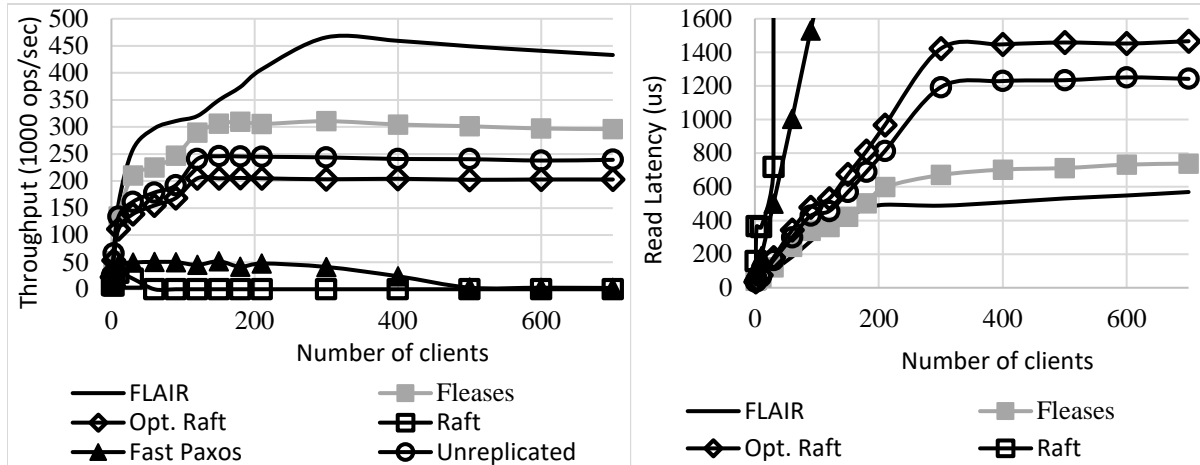 Throughput (1000 ops/sec)
500
450
400
350
300
250
200
150
100
50
0
0 200 400 600
Number of clients
FLAIR Fleases
Opt. Raft Raft
Fast Paxos Unreplicated
Read Latency (us)
1600
1400
1200
1000
800
600
400
200
0
0 200 400 600
Number of clients
FLAIR Fleases
Opt. Raft Raft